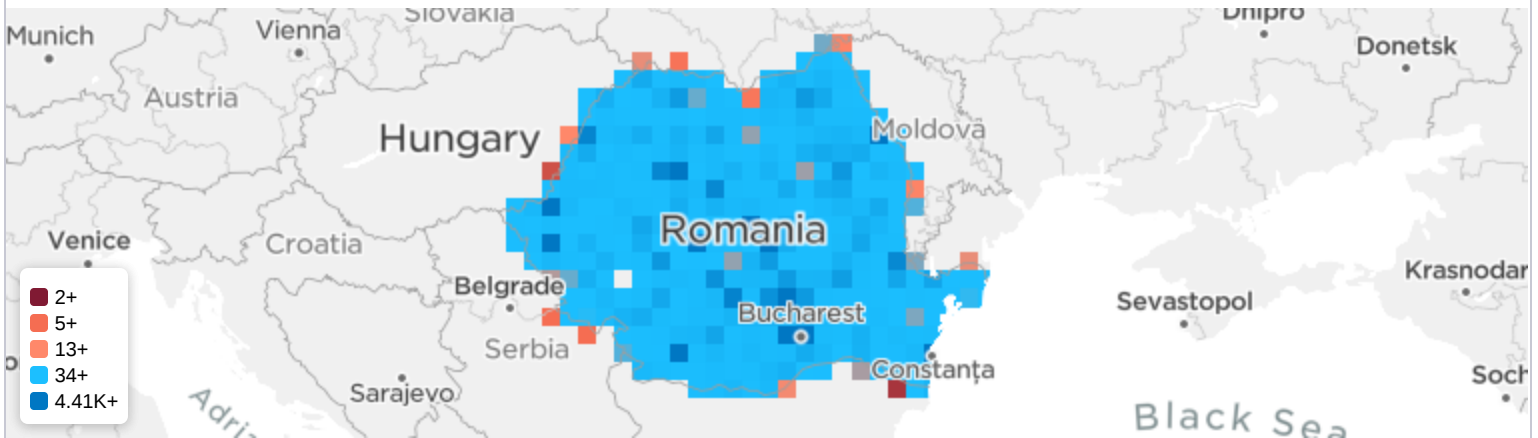 Slovakia
Dnipro
Munich
Vienna
Donetsk
Austria
Hungary
Moldova
Romania
Venice
Croatia
Belgrade
Krasnodar
Sevastopol
Bucharest
Serbia
Constanța
Sarajevo
Soch
Adria
Black Sea
2+
5+
13+
34+
4.41K+